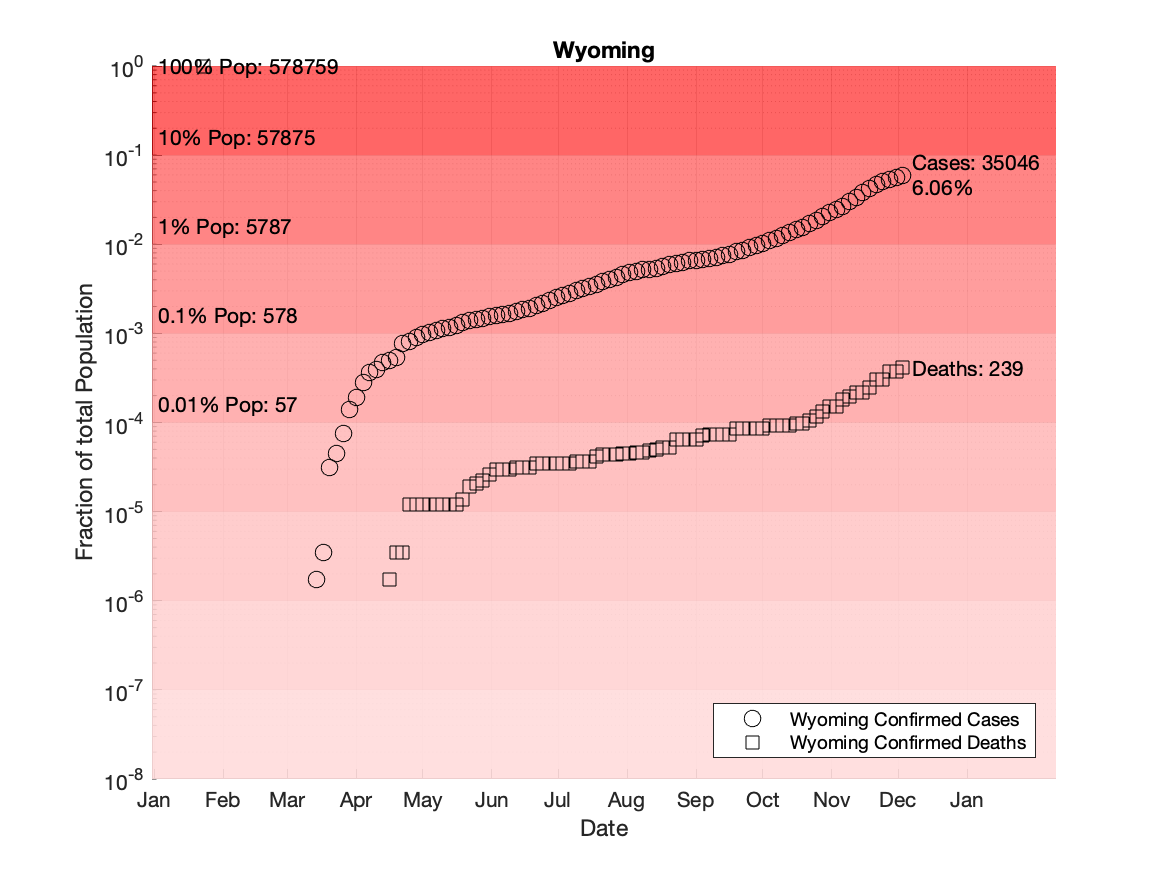 Wyoming
10^0
100% Pop: 578759
10% Pop: 57875
10^-1
Cases: 35046
6.06%
1% Pop: 5787
10^-2
0.1% Pop: 578
10^-3
Deaths: 239
0.01% Pop: 57
10^-4
10^-5
10^-6
10^-7
10^-8
Fraction of total Population
Wyoming Confirmed Cases
Wyoming Confirmed Deaths
Jan Feb Mar Apr May Jun Jul Aug Sep Oct Nov Dec Jan
Date